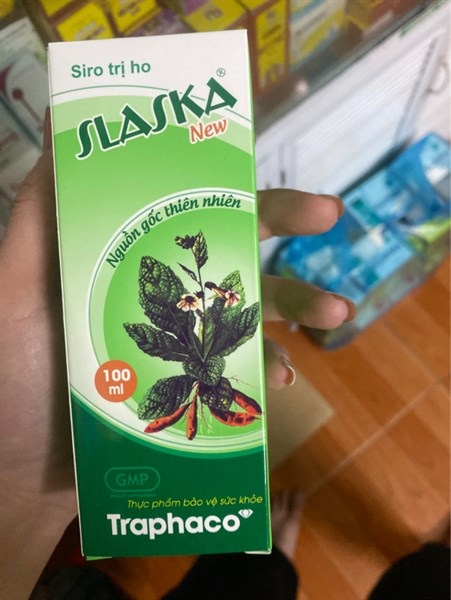 Siro trị ho
SLASKA®
New
Nguồn gốc thiên nhiên
100
ml
GMP
Thực phẩm bảo vệ sức khỏe
Traphaco